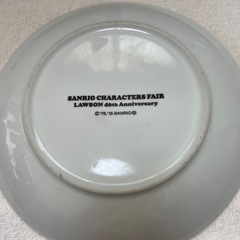 SANRIO CHARACTERS FAIR
LAWSON 40th Anniversary
©'76,'15 SANRIO®